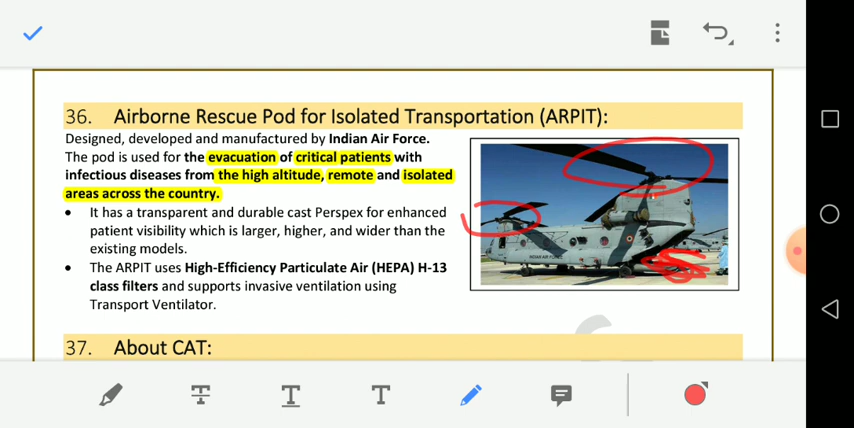 36. Airborne Rescue Pod for Isolated Transportation (ARPIT):
Designed, developed and manufactured by Indian Air Force.
The pod is used for the evacuation of critical patients with
infectious diseases from the high altitude, remote and isolated
areas across the country.
• It has a transparent and durable cast Perspex for enhanced
patient visibility which is larger, higher, and wider than the
existing models.
• The ARPIT uses High-Efficiency Particulate Air (HEPA) H-13
class filters and supports invasive ventilation using
Transport Ventilator.
INDIAN AIR FORCE
37. About CAT:
T T T